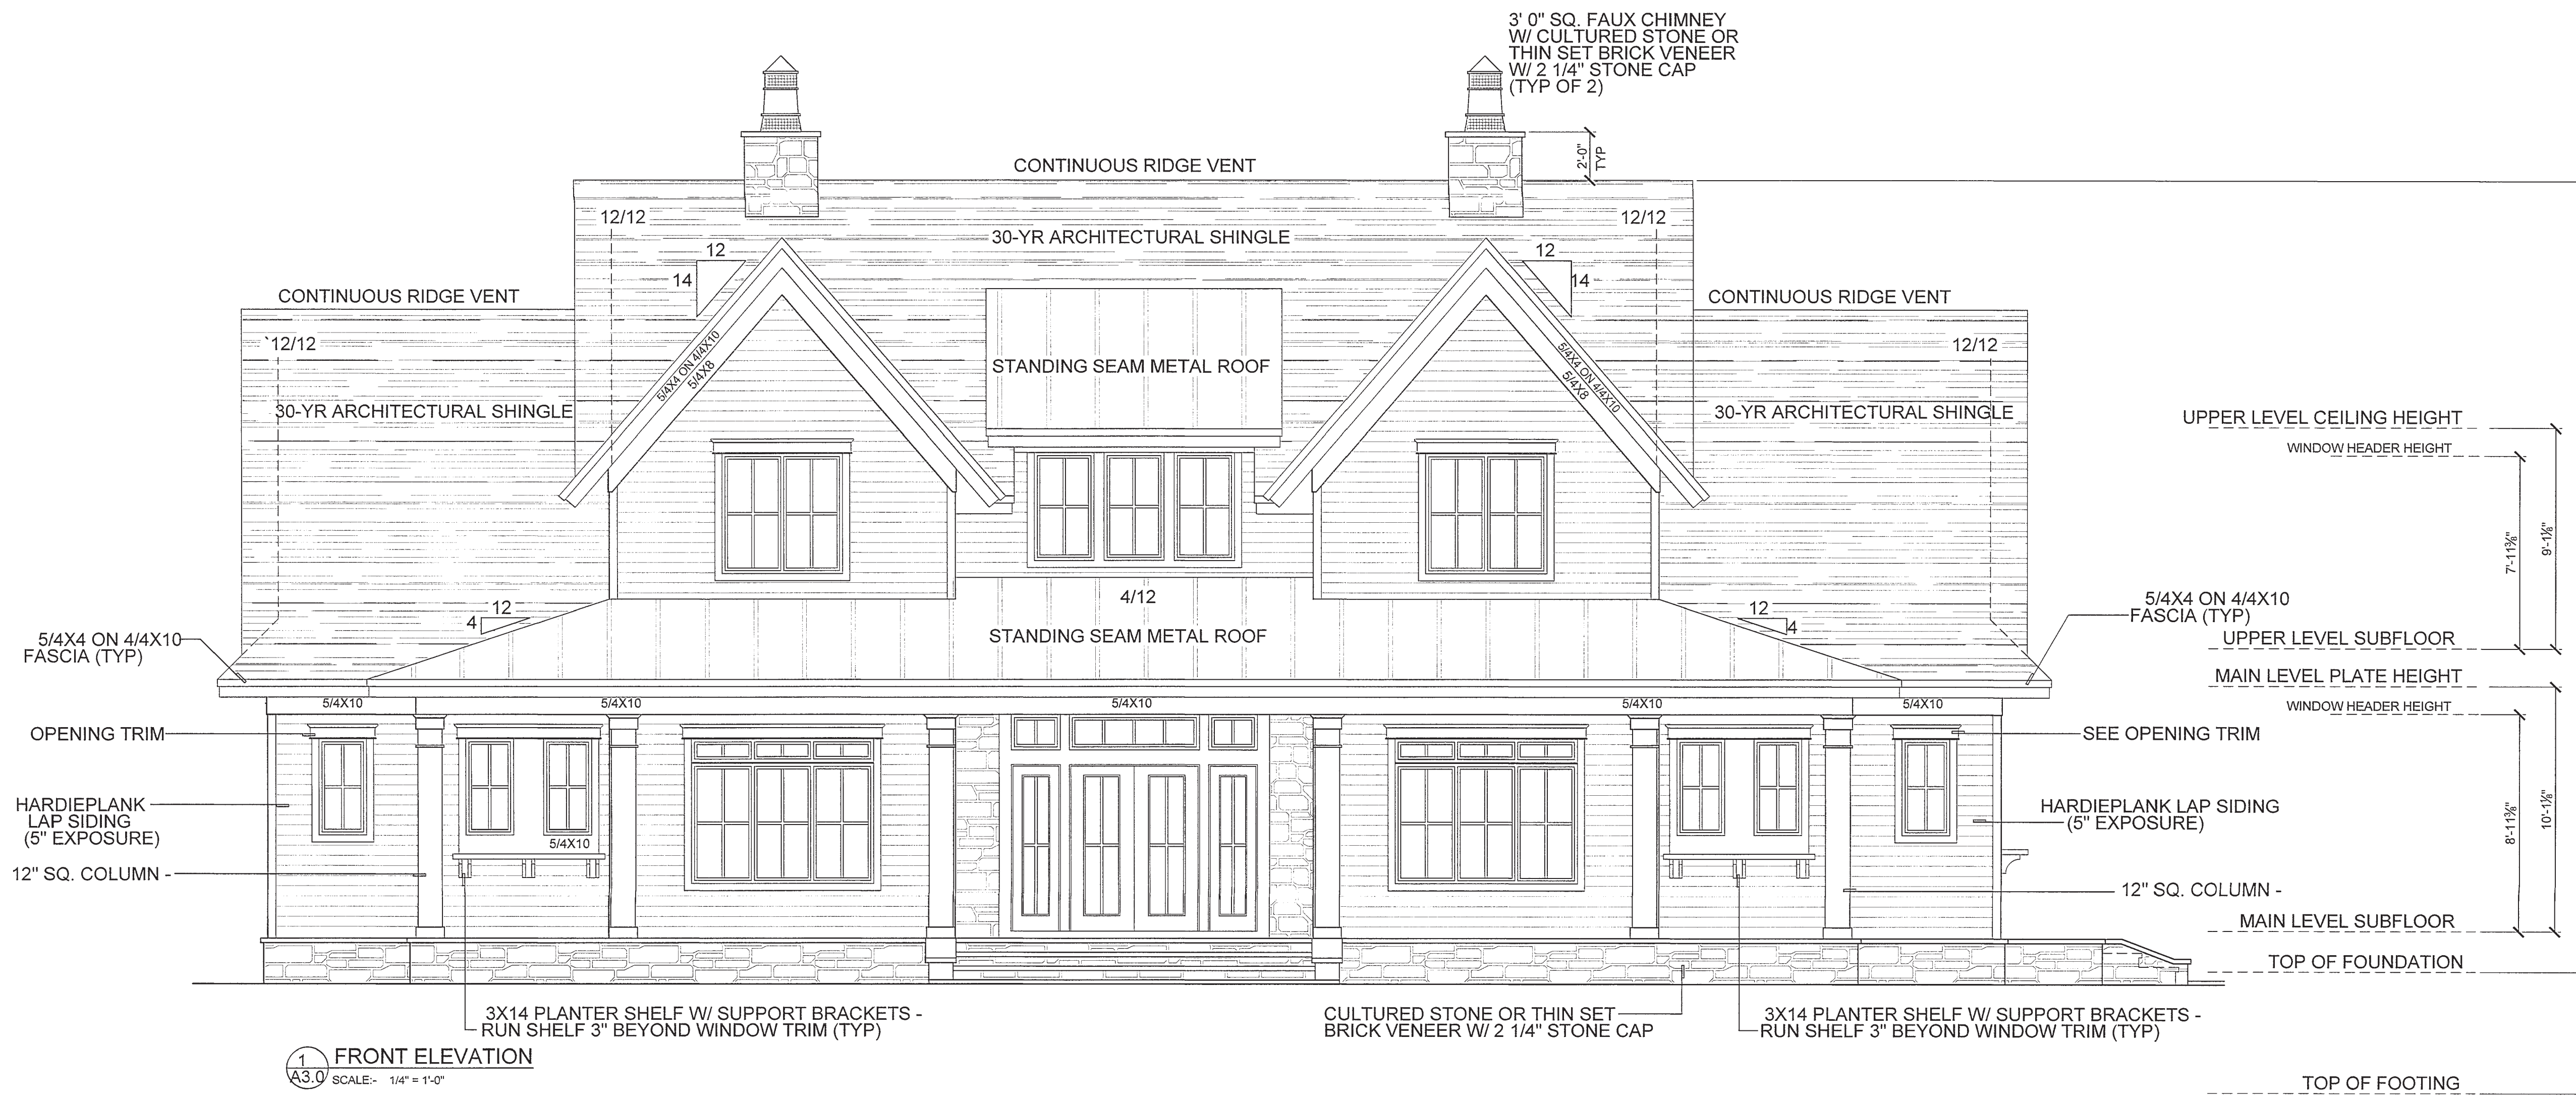 3' 0" SQ. FAUX CHIMNEY
W/ CULTURED STONE OR
THIN SET BRICK VENEER
W/ 2 1/4" STONE CAP
(TYP OF 2)
2'-0"
TYP
CONTINUOUS RIDGE VENT
12/12
12/12
30-YR ARCHITECTURAL SHINGLE
12
14
12
14
CONTINUOUS RIDGE VENT
CONTINUOUS RIDGE VENT
12/12
12/12
5/4X4 ON 4/4X10
5/4X8
STANDING SEAM METAL ROOF
5/4X4 ON 4/4X10
5/4X8
30-YR ARCHITECTURAL SHINGLE
30-YR ARCHITECTURAL SHINGLE
UPPER LEVEL CEILING HEIGHT
WINDOW HEADER HEIGHT
7'-11⅜"
9'-1⅛"
4/12
12
4
12
4
5/4X4 ON 4/4X10
FASCIA (TYP)
STANDING SEAM METAL ROOF
5/4X4 ON 4/4X10
FASCIA (TYP)
UPPER LEVEL SUBFLOOR
MAIN LEVEL PLATE HEIGHT
5/4X10
5/4X10
5/4X10
5/4X10
5/4X10
WINDOW HEADER HEIGHT
OPENING TRIM
SEE OPENING TRIM
HARDIEPLANK
LAP SIDING
(5" EXPOSURE)
5/4X10
HARDIEPLANK LAP SIDING
(5" EXPOSURE)
8'-11⅜"
10'-1⅛"
12" SQ. COLUMN -
12" SQ. COLUMN -
MAIN LEVEL SUBFLOOR
TOP OF FOUNDATION
3X14 PLANTER SHELF W/ SUPPORT BRACKETS -
RUN SHELF 3" BEYOND WINDOW TRIM (TYP)
CULTURED STONE OR THIN SET
BRICK VENEER W/ 2 1/4" STONE CAP
3X14 PLANTER SHELF W/ SUPPORT BRACKETS -
RUN SHELF 3" BEYOND WINDOW TRIM (TYP)
1
A3.0
FRONT ELEVATION
SCALE:- 1/4" = 1'-0"
TOP OF FOOTING